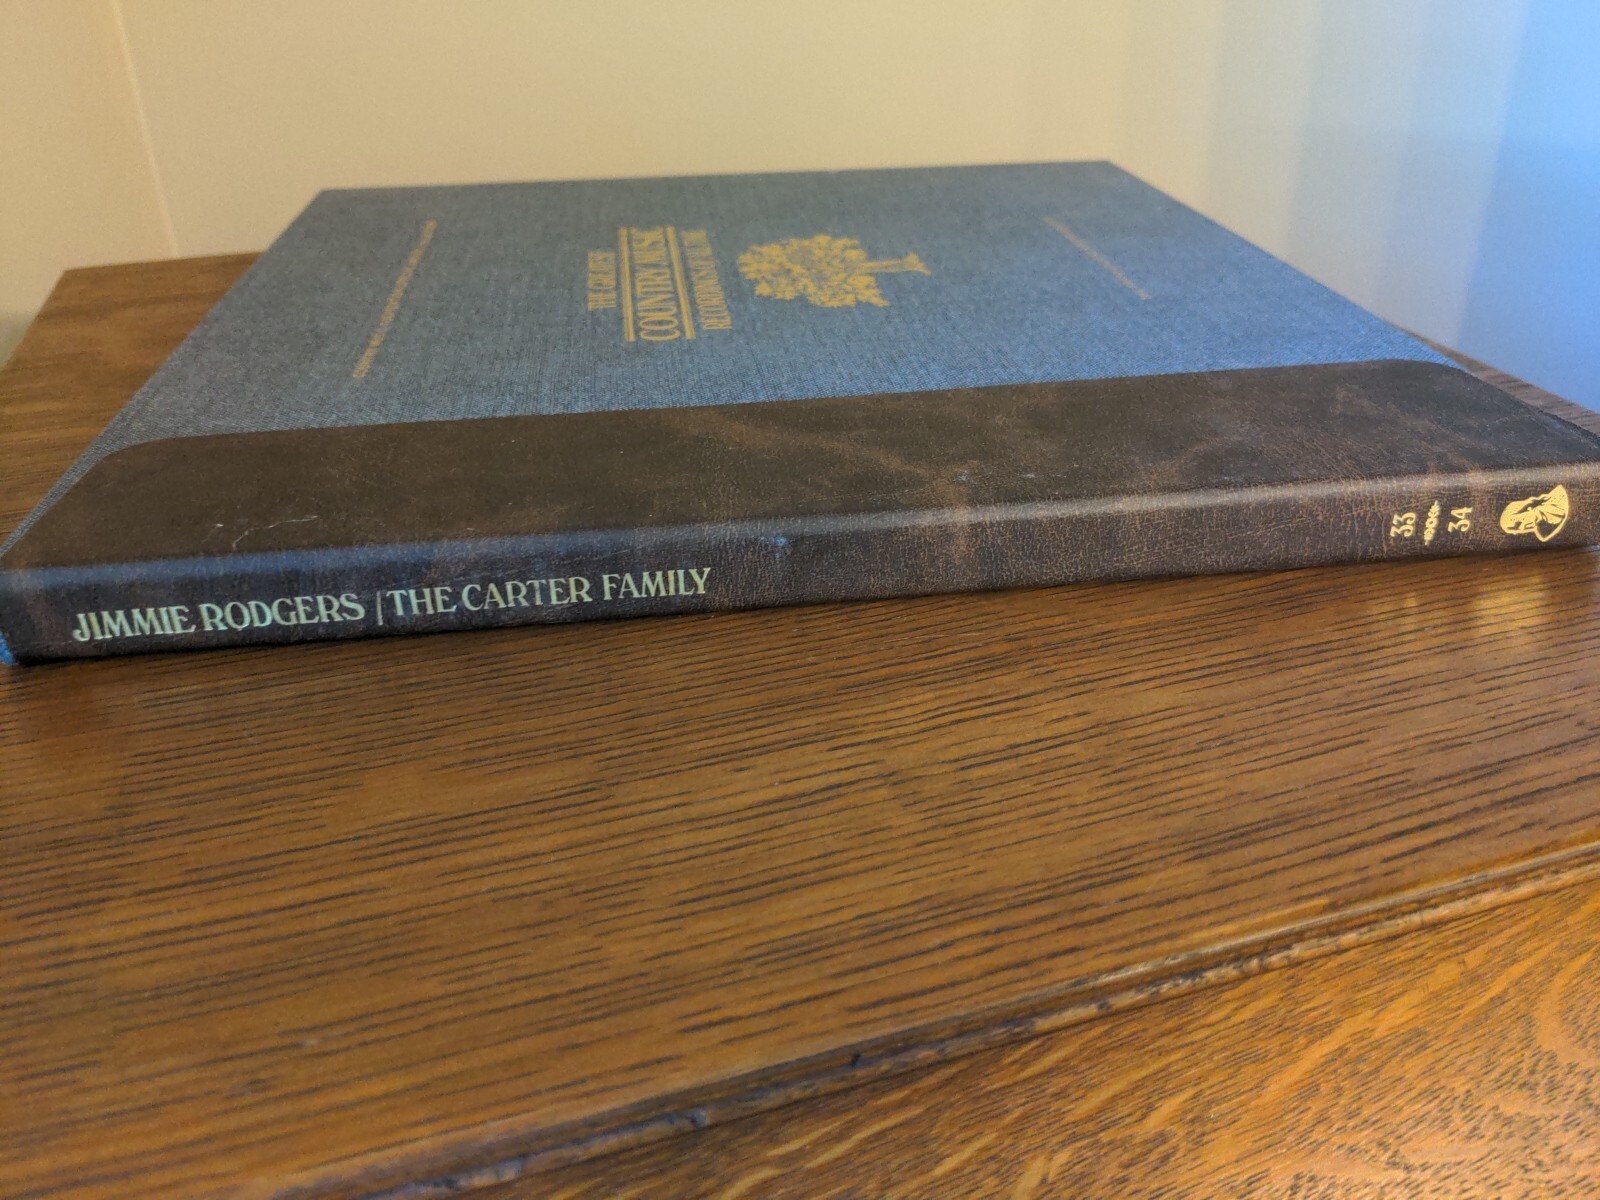 THE GREATEST
COUNTRY MUSIC
RECORDINGS OF ALL TIME
JIMMIE RODGERS | THE CARTER FAMILY
33
34